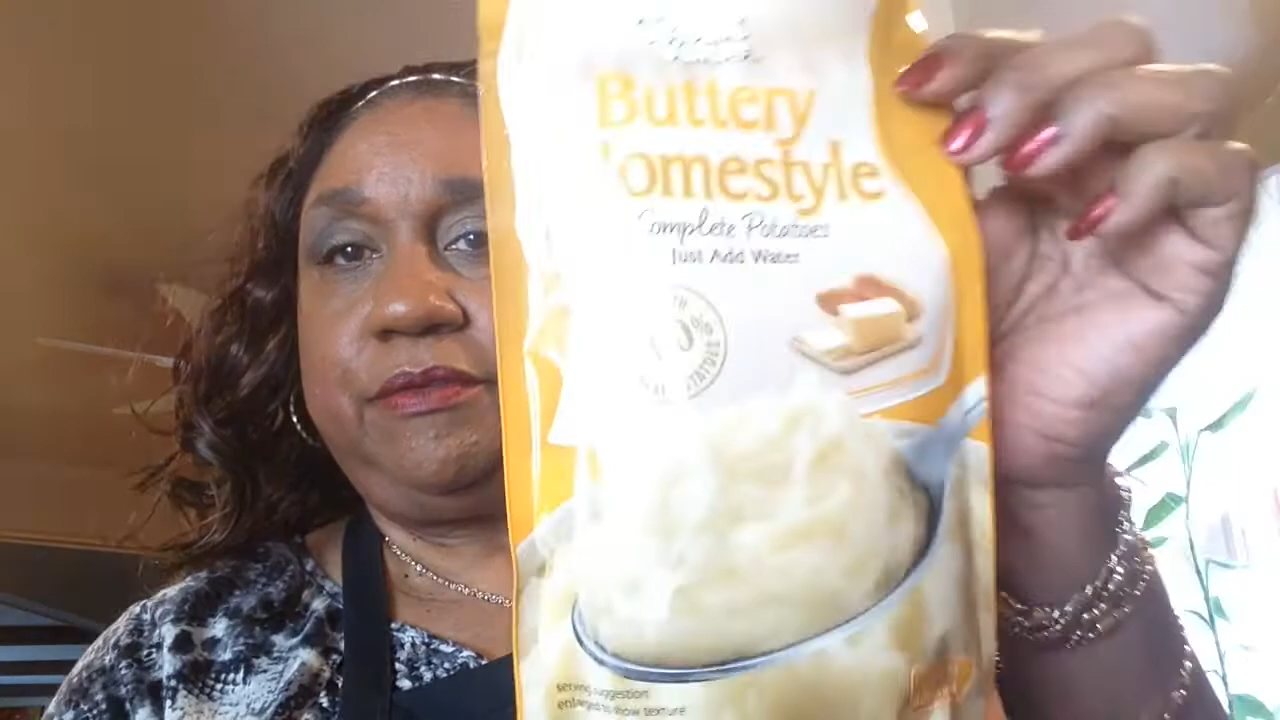 Buttery
omestyle
Complete Potatoes
Just Add Water
serving suggestion
enlarged to show texture